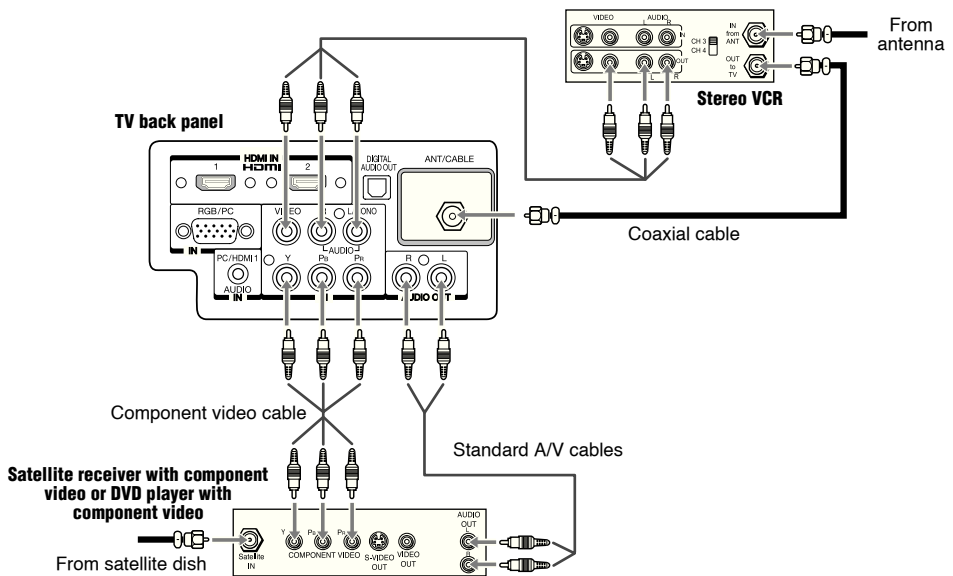 VIDEO
AUDIO
L
R
IN
CH 3
CH 4
OUT
L
R
IN
from
ANT
OUT
to
TV
From
antenna
Stereo VCR
TV back panel
HDMI IN
HDMI
1
2
DIGITAL
AUDIO OUT
ANT/CABLE
RGB/PC
IN
VIDEO
L/MONO
AUDIO
PC/HDMI 1
AUDIO
IN
Y
PB
PR
R
L
AUDIO OUT
Coaxial cable
Component video cable
Standard A/V cables
Satellite receiver with component
video or DVD player with
component video
From satellite dish
Satellite
IN
Y
PB
PR
COMPONENT VIDEO
S-VIDEO
OUT
VIDEO
OUT
AUDIO
OUT
L